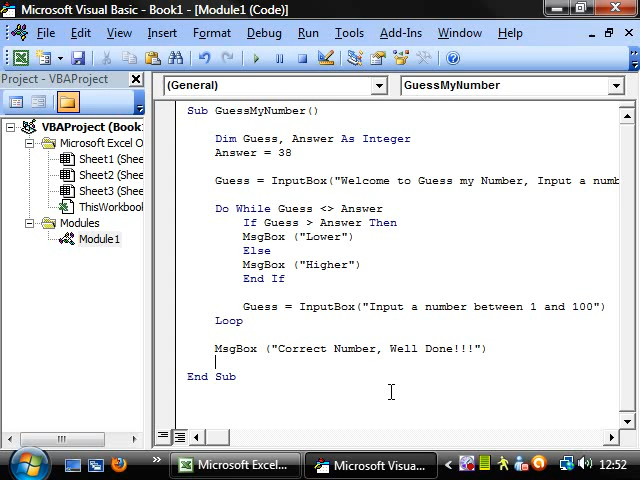 Microsoft Visual Basic - Book1 - [Module1 (Code)]
File Edit View Insert Format Debug Run Tools Add-Ins Window Help
Project - VBAProject
(General) GuessMyNumber
VBAProject (Book
Microsoft Excel O
Sheet1 (Shee
Sheet2 (Shee
Sheet3 (Shee
ThisWorkbook
Modules
Module1
Sub GuessMyNumber()
Dim Guess, Answer As Integer
Answer = 38
Guess = InputBox("Welcome to Guess my Number, Input a numb
Do While Guess <> Answer
If Guess > Answer Then
MsgBox ("Lower")
Else
MsgBox ("Higher")
End If
Guess = InputBox("Input a number between 1 and 100")
Loop
MsgBox ("Correct Number, Well Done!!!")
End Sub
Microsoft Excel... Microsoft Visua... 12:52